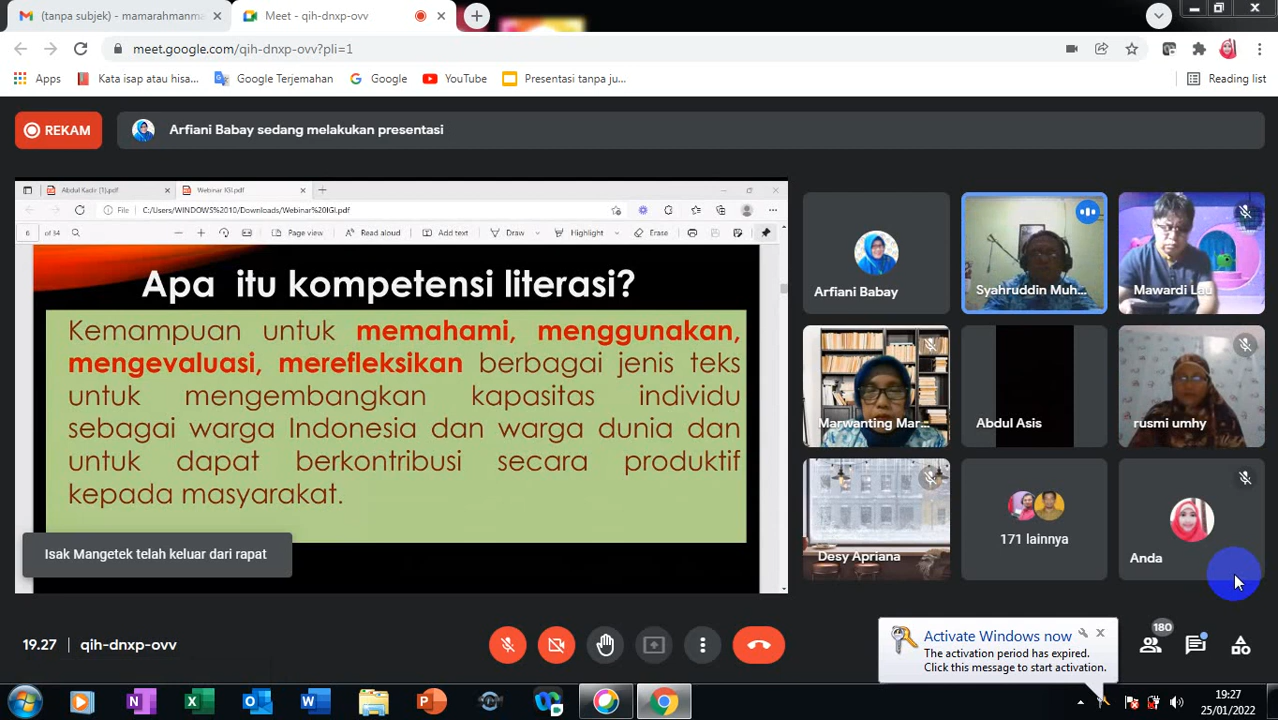 (tanpa subjek) - mamarahmanma
Meet - qih-dnxp-ovv
meet.google.com/qih-dnxp-ovv?pli=1
Apps
Kata isap atau hisa...
Google Terjemahan
Google
YouTube
Presentasi tanpa ju...
Reading list
REKAM
Arfiani Babay sedang melakukan presentasi
Abdul Kadir (1).pdf
Webinar IGI.pdf
File
C:/Users/WINDOWS%2010/Downloads/Webinar%20IGI.pdf
6 of 34
Page view
Read aloud
Add text
Draw
Highlight
Erase
Apa itu kompetensi literasi?
Kemampuan untuk memahami, menggunakan,
mengevaluasi, merefleksikan berbagai jenis teks
untuk mengembangkan kapasitas individu
sebagai warga Indonesia dan warga dunia dan
untuk dapat berkontribusi secara produktif
kepada masyarakat.
Isak Mangetek telah keluar dari rapat
Arfiani Babay
Syahruddin Muh...
Mawardi Lau
Marwanting Mar...
Abdul Asis
rusmi umhy
Desy Apriana
171 lainnya
Anda
19.27
qih-dnxp-ovv
Activate Windows now
The activation period has expired.
Click this message to start activation.
180
19:27
25/01/2022